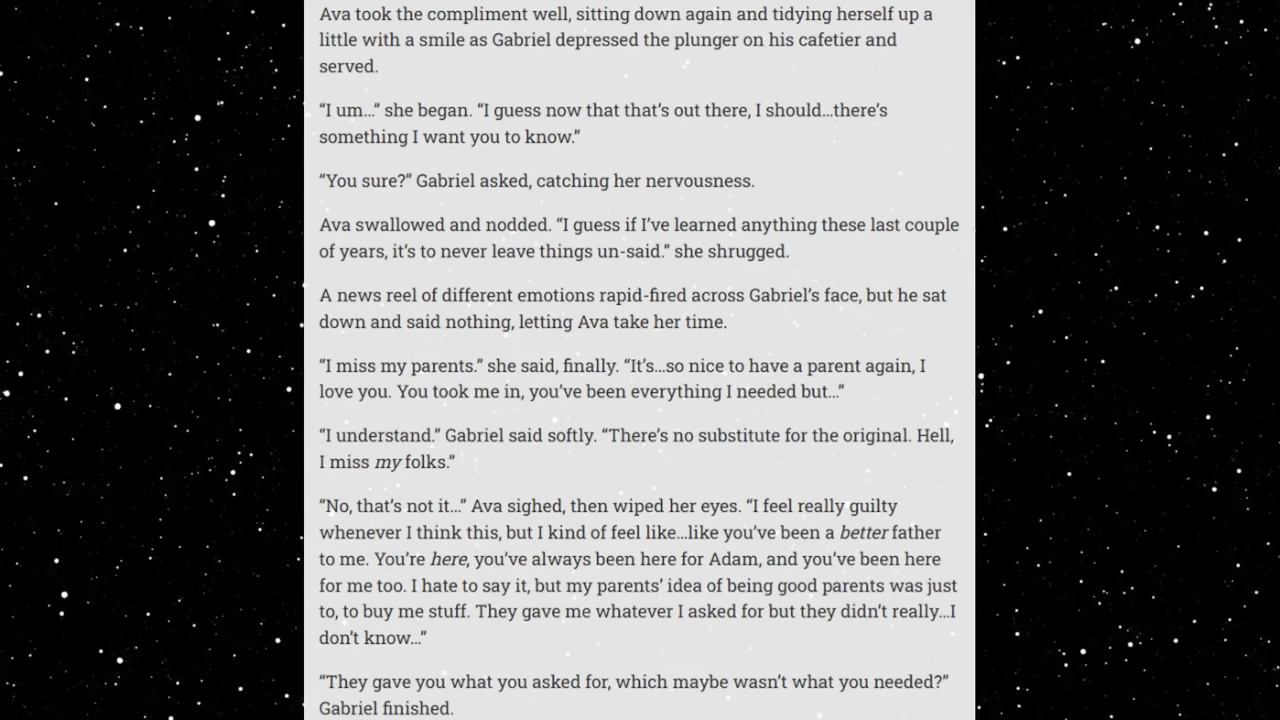 Ava took the compliment well, sitting down again and tidying herself up a
little with a smile as Gabriel depressed the plunger on his cafetier and
served.
“I um…” she began. “I guess now that that’s out there, I should…there’s
something I want you to know.”
“You sure?” Gabriel asked, catching her nervousness.
Ava swallowed and nodded. “I guess if I’ve learned anything these last couple
of years, it’s to never leave things un-said.” she shrugged.
A news reel of different emotions rapid-fired across Gabriel’s face, but he sat
down and said nothing, letting Ava take her time.
“I miss my parents.” she said, finally. “It’s…so nice to have a parent again, I
love you. You took me in, you’ve been everything I needed but…”
“I understand.” Gabriel said softly. “There’s no substitute for the original. Hell,
I miss my folks.”
“No, that’s not it…” Ava sighed, then wiped her eyes. “I feel really guilty
whenever I think this, but I kind of feel like…like you’ve been a better father
to me. You’re here, you’ve always been here for Adam, and you’ve been here
for me too. I hate to say it, but my parents’ idea of being good parents was just
to, to buy me stuff. They gave me whatever I asked for but they didn’t really…I
don’t know…”
“They gave you what you asked for, which maybe wasn’t what you needed?”
Gabriel finished.